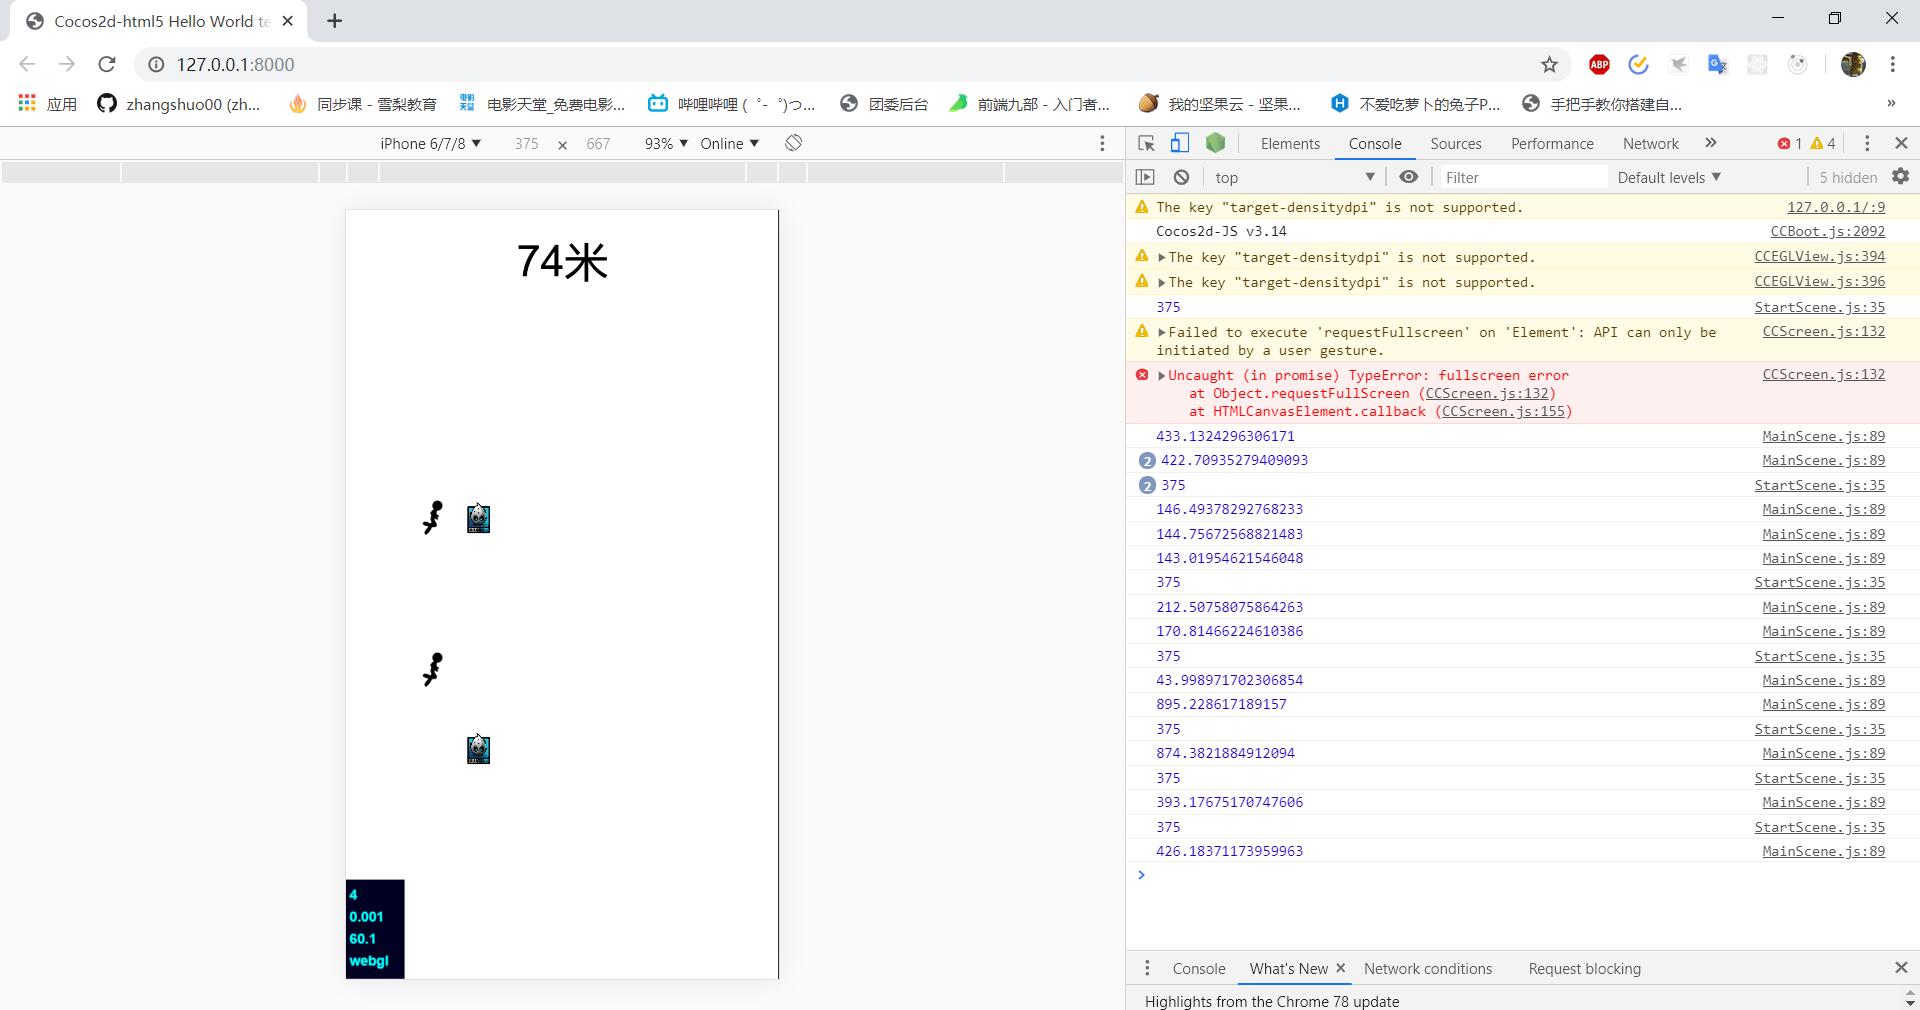 Cocos2d-html5 Hello World te
127.0.0.1:8000
ABP
应用
zhangshuo00 (zh...
同步课 - 雪梨教育
电影天堂_免费电影...
哔哩哔哩 ( ゜- ゜)つ...
团委后台
前端九部 - 入门者...
我的坚果云 - 坚果...
不爱吃萝卜的兔子P...
手把手教你搭建自...
»
iPhone 6/7/8 375 × 667 93% Online
Elements Console Sources Performance Network » 1 4
top Filter Default levels 5 hidden
The key "target-densitydpi" is not supported. 127.0.0.1/:9
Cocos2d-JS v3.14 CCBoot.js:2092
The key "target-densitydpi" is not supported. CCEGLView.js:394
The key "target-densitydpi" is not supported. CCEGLView.js:396
375 StartScene.js:35
Failed to execute 'requestFullscreen' on 'Element': API can only be CCScreen.js:132
initiated by a user gesture.
Uncaught (in promise) TypeError: fullscreen error CCScreen.js:132
at Object.requestFullScreen (CCScreen.js:132)
at HTMLCanvasElement.callback (CCScreen.js:155)
433.1324296306171 MainScene.js:89
2 422.70935279409093 MainScene.js:89
2 375 StartScene.js:35
146.49378292768233 MainScene.js:89
144.75672568821483 MainScene.js:89
143.01954621546048 MainScene.js:89
375 StartScene.js:35
212.50758075864263 MainScene.js:89
170.81466224610386 MainScene.js:89
375 StartScene.js:35
43.998971702306854 MainScene.js:89
895.228617189157 MainScene.js:89
375 StartScene.js:35
874.3821884912094 MainScene.js:89
375 StartScene.js:35
393.17675170747606 MainScene.js:89
375 StartScene.js:35
426.18371173959963 MainScene.js:89
74米
4
0.001
60.1
webgl
Console What's New Network conditions Request blocking
Highlights from the Chrome 78 update